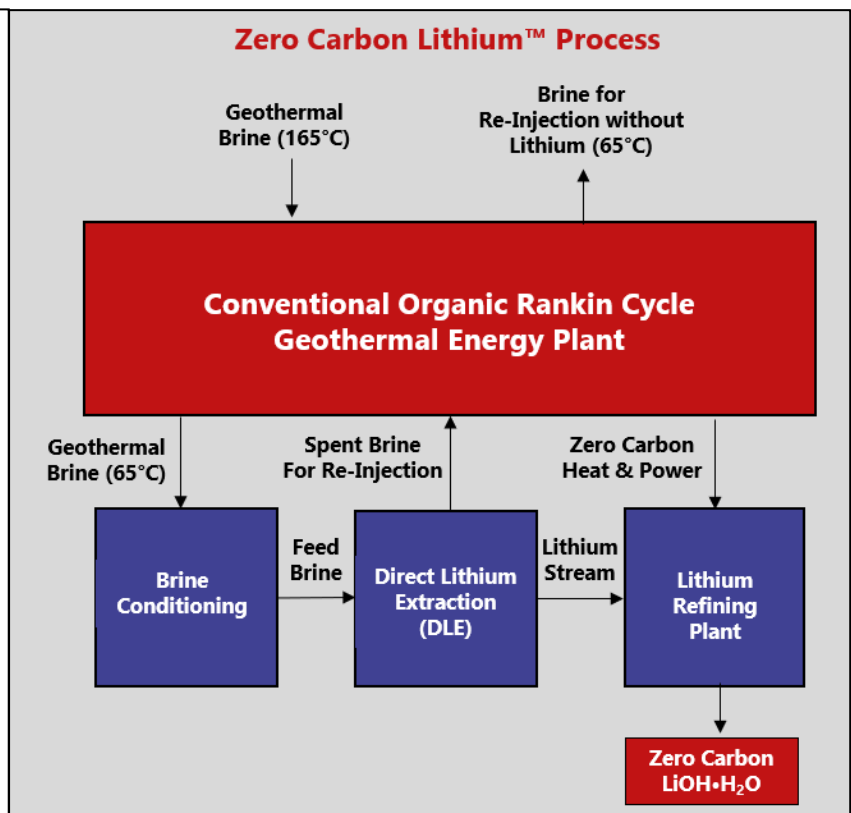 Zero Carbon Lithium™ Process
Geothermal
Brine (165°C)
Brine for
Re-Injection without
Lithium (65°C)
Conventional Organic Rankin Cycle
Geothermal Energy Plant
Geothermal
Brine (65°C)
Spent Brine
For Re-Injection
Zero Carbon
Heat & Power
Brine
Conditioning
Feed
Brine
Direct Lithium
Extraction
(DLE)
Lithium
Stream
Lithium
Refining
Plant
Zero Carbon
LiOH•H₂O